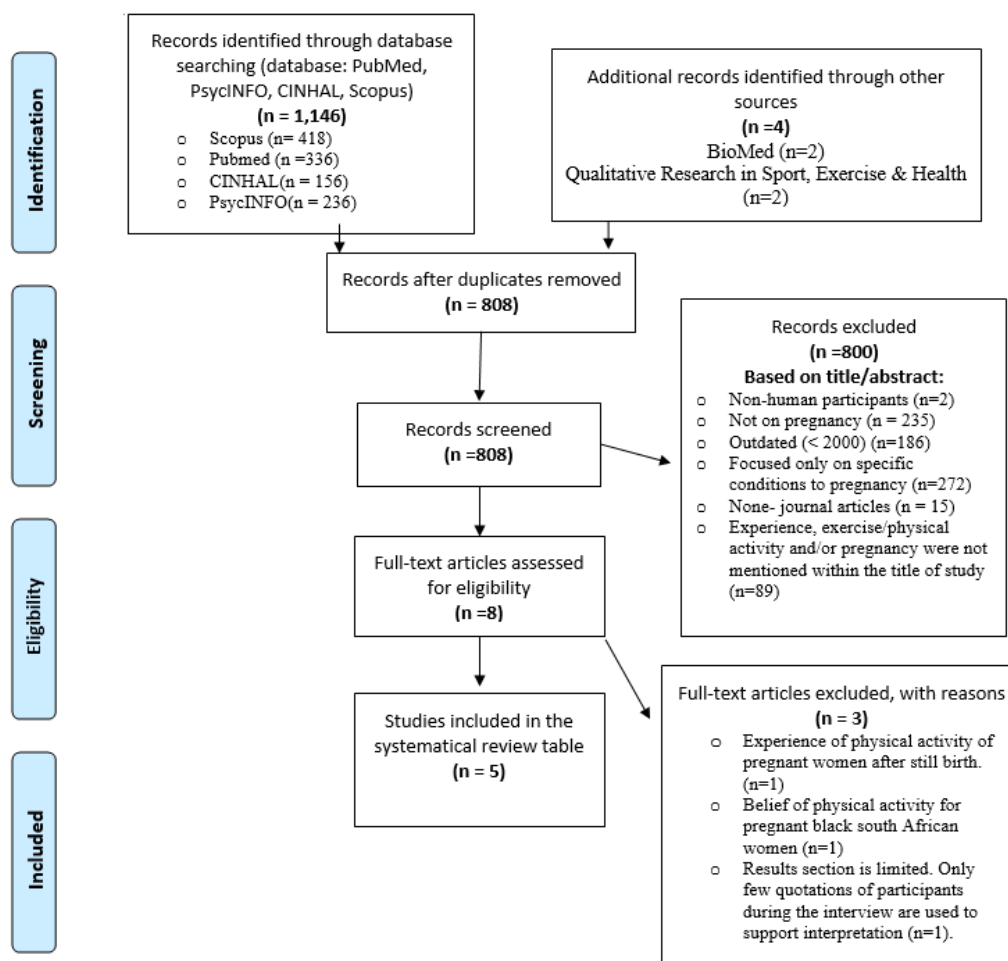 Identification
Records identified through database
searching (database: PubMed,
PsycINFO, CINHAL, Scopus)
(n = 1,146)
o Scopus (n= 418)
o Pubmed (n =336)
o CINHAL(n = 156)
o PsycINFO(n = 236)
Additional records identified through other
sources
(n =4)
BioMed (n=2)
Qualitative Research in Sport, Exercise & Health
(n=2)
Records after duplicates removed
(n = 808)
Screening
Records screened
(n =808)
Records excluded
(n =800)
Based on title/abstract:
o Non-human participants (n=2)
o Not on pregnancy (n = 235)
o Outdated (< 2000) (n=186)
o Focused only on specific
conditions to pregnancy (n=272)
o None- journal articles (n = 15)
o Experience, exercise/physical
activity and/or pregnancy were not
mentioned within the title of study
(n=89)
Eligibility
Full-text articles assessed
for eligibility
(n =8)
Full-text articles excluded, with reasons
(n = 3)
o Experience of physical activity of
pregnant women after still birth.
(n=1)
o Belief of physical activity for
pregnant black south African
women (n=1)
o Results section is limited. Only
few quotations of participants
during the interview are used to
support interpretation (n=1).
Included
Studies included in the
systematical review table
(n = 5)